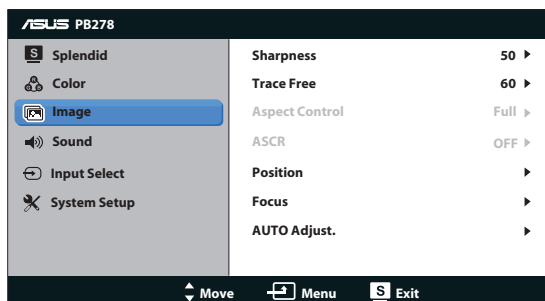 ASUS PB278
S Splendid
Color
Image
Sound
Input Select
System Setup
Sharpness 50
Trace Free 60
Aspect Control Full
ASCR OFF
Position
Focus
AUTO Adjust.
Move Menu S Exit